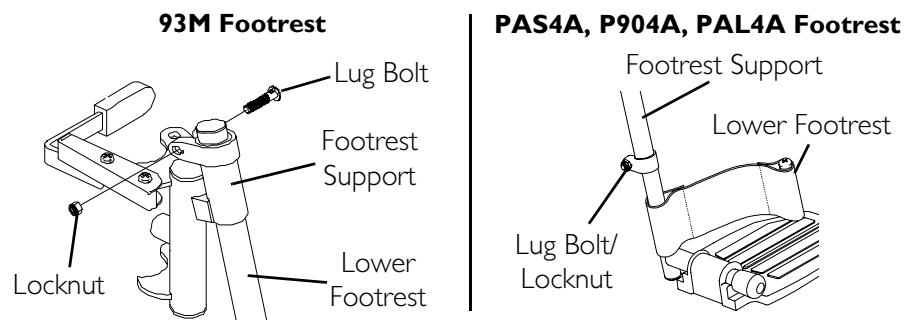 93M Footrest
Lug Bolt
Footrest
Support
Locknut
Lower
Footrest
PAS4A, P904A, PAL4A Footrest
Footrest Support
Lower Footrest
Lug Bolt/
Locknut